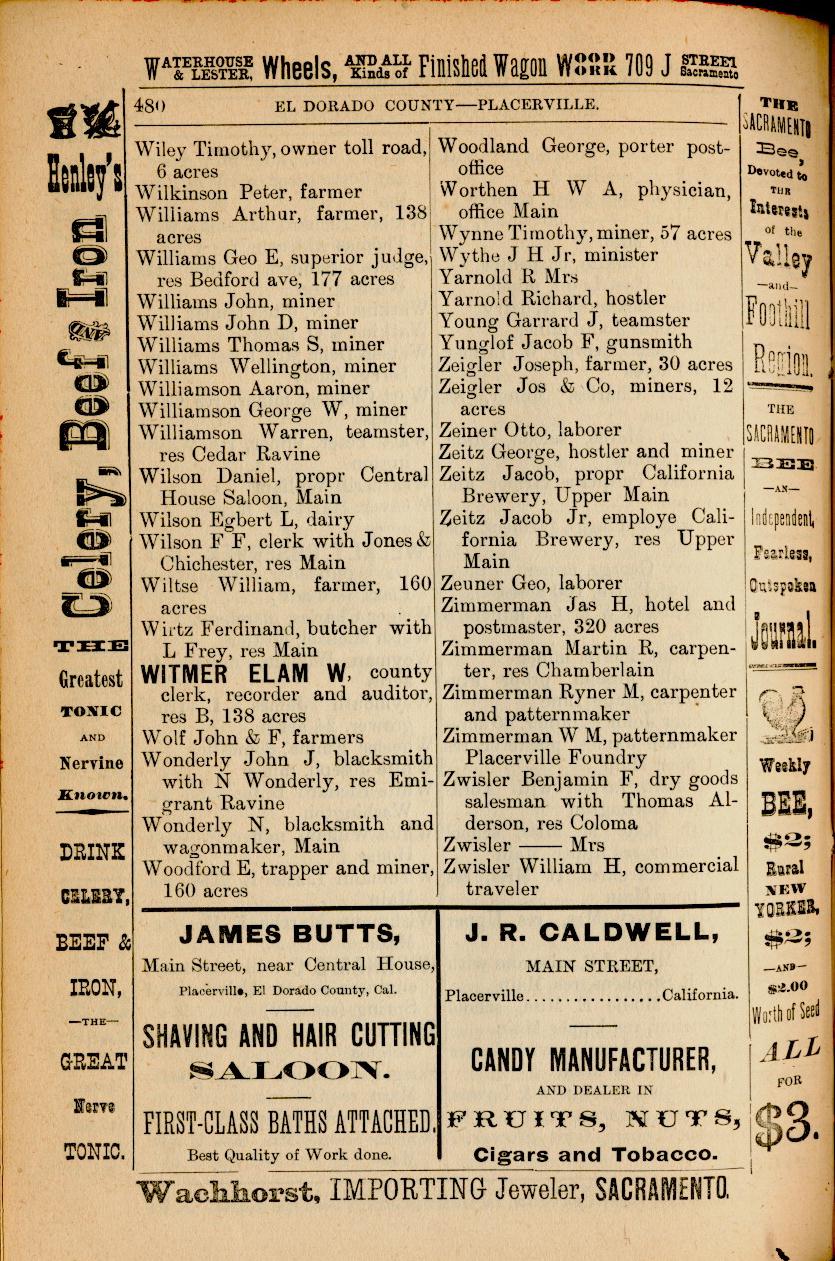 WATERHOUSE & LESTER, Wheels, AND ALL Kinds of Finished Wagon WOOD WORK 709 J STREET Sacramento
480 EL DORADO COUNTY—PLACERVILLE.
Henley's Celery, Beef and Iron
THE
Greatest
TONIC
AND
Nervine
Known.
DRINK
CELERY,
BEEF &
IRON,
—THE—
GREAT
Nerve
TONIC.
Wiley Timothy, owner toll road,
6 acres
Wilkinson Peter, farmer
Williams Arthur, farmer, 138
acres
Williams Geo E, superior judge,
res Bedford ave, 177 acres
Williams John, miner
Williams John D, miner
Williams Thomas S, miner
Williams Wellington, miner
Williamson Aaron, miner
Williamson George W, miner
Williamson Warren, teamster,
res Cedar Ravine
Wilson Daniel, propr Central
House Saloon, Main
Wilson Egbert L, dairy
Wilson F F, clerk with Jones &
Chichester, res Main
Wiltse William, farmer, 160
acres
Wirtz Ferdinand, butcher with
L Frey, res Main
WITMER ELAM W, county
clerk, recorder and auditor,
res B, 138 acres
Wolf John & F, farmers
Wonderly John J, blacksmith
with N Wonderly, res Emi-
grant Ravine
Wonderly N, blacksmith and
wagonmaker, Main
Woodford E, trapper and miner,
160 acres
Woodland George, porter post-
office
Worthen H W A, physician,
office Main
Wynne Timothy, miner, 57 acres
Wythe J H Jr, minister
Yarnold R Mrs
Yarnold Richard, hostler
Young Garrard J, teamster
Yunglof Jacob F, gunsmith
Zeigler Joseph, farmer, 30 acres
Zeigler Jos & Co, miners, 12
acres
Zeiner Otto, laborer
Zeitz George, hostler and miner
Zeitz Jacob, propr California
Brewery, Upper Main
Zeitz Jacob Jr, employe Cali-
fornia Brewery, res Upper
Main
Zeuner Geo, laborer
Zimmerman Jas H, hotel and
postmaster, 320 acres
Zimmerman Martin R, carpen-
ter, res Chamberlain
Zimmerman Ryner M, carpenter
and patternmaker
Zimmerman W M, patternmaker
Placerville Foundry
Zwisler Benjamin F, dry goods
salesman with Thomas Al-
derson, res Coloma
Zwisler —— Mrs
Zwisler William H, commercial
traveler
JAMES BUTTS,
Main Street, near Central House,
Placerville, El Dorado County, Cal.
SHAVING AND HAIR CUTTING
SALOON.
FIRST-CLASS BATHS ATTACHED.
Best Quality of Work done.
J. R. CALDWELL,
MAIN STREET,
Placerville.................California.
CANDY MANUFACTURER,
AND DEALER IN
FRUITS, NUTS,
Cigars and Tobacco.
THE
SACRAMENTO
Bee,
Devoted to
THE
Interests
of the
Valley
—and—
Foothill
Region.
THE
SACRAMENTO
BEE
—AN—
Independent,
Fearless,
Outspoken
Journal.
Weekly
BEE,
$2;
Rural
NEW
YORKER,
$2;
—AND—
$2.00
Worth of Seed
ALL
FOR
$3.
Wachhorst, IMPORTING Jeweler, SACRAMENTO.